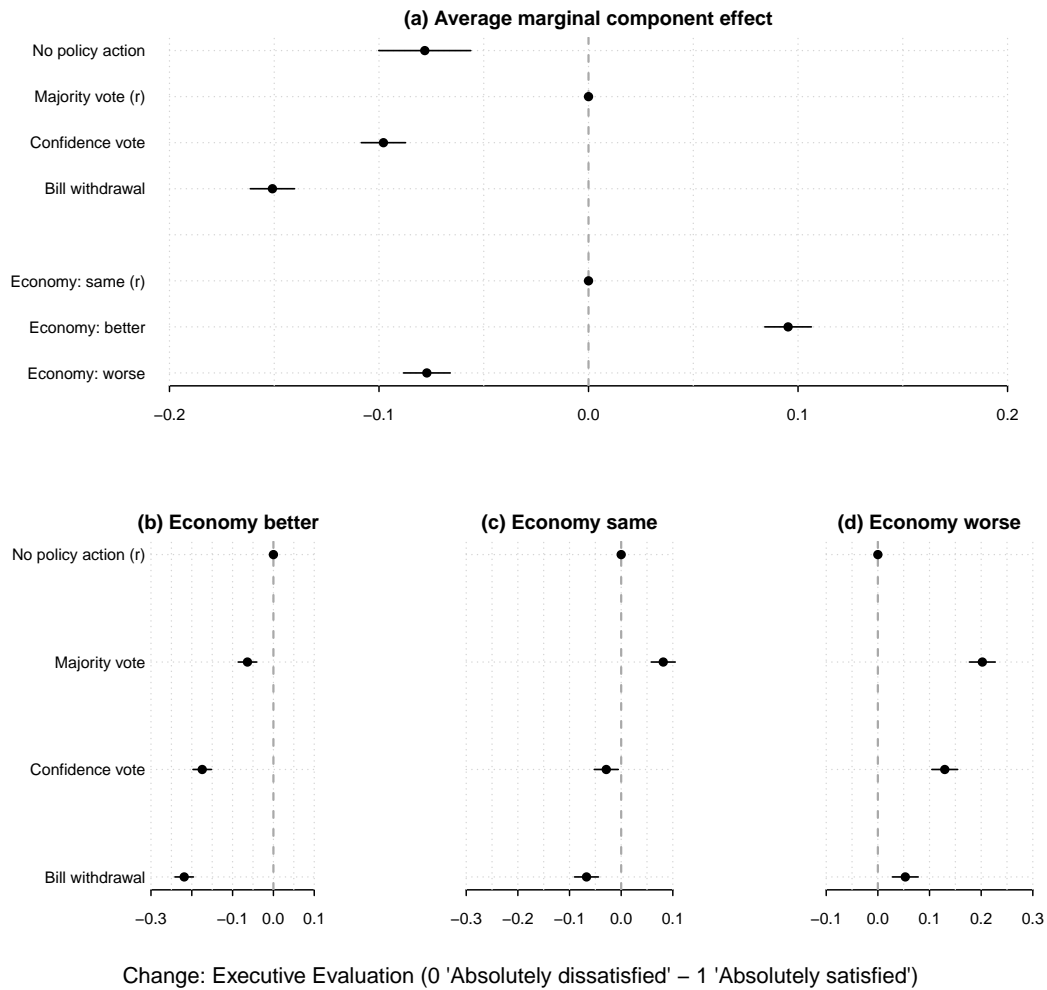 (a) Average marginal component effect
No policy action
Majority vote (r)
Confidence vote
Bill withdrawal
Economy: same (r)
Economy: better
Economy: worse
−0.2 −0.1 0.0 0.1 0.2
(b) Economy better (c) Economy same (d) Economy worse
No policy action (r)
Majority vote
Confidence vote
Bill withdrawal
−0.3 −0.1 0.0 0.1 −0.3 −0.2 −0.1 0.0 0.1 −0.1 0.0 0.1 0.2 0.3
Change: Executive Evaluation (0 'Absolutely dissatisfied' − 1 'Absolutely satisfied')